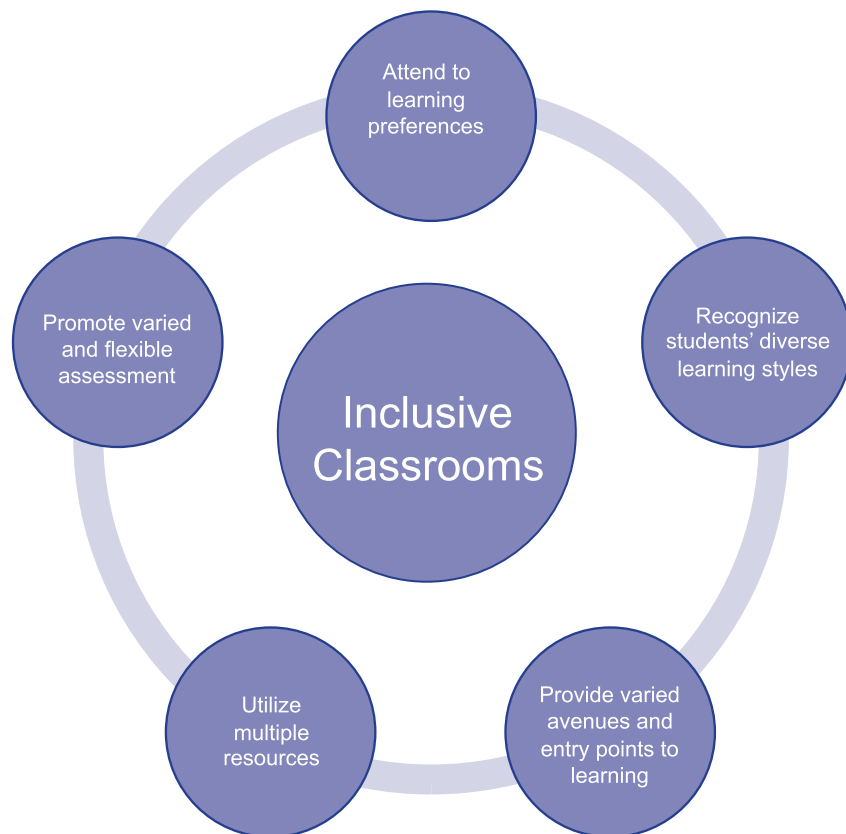 Attend to
learning
preferences
Recognize
students’ diverse
learning styles
Provide varied
avenues and
entry points to
learning
Utilize
multiple
resources
Promote varied
and flexible
assessment
Inclusive
Classrooms